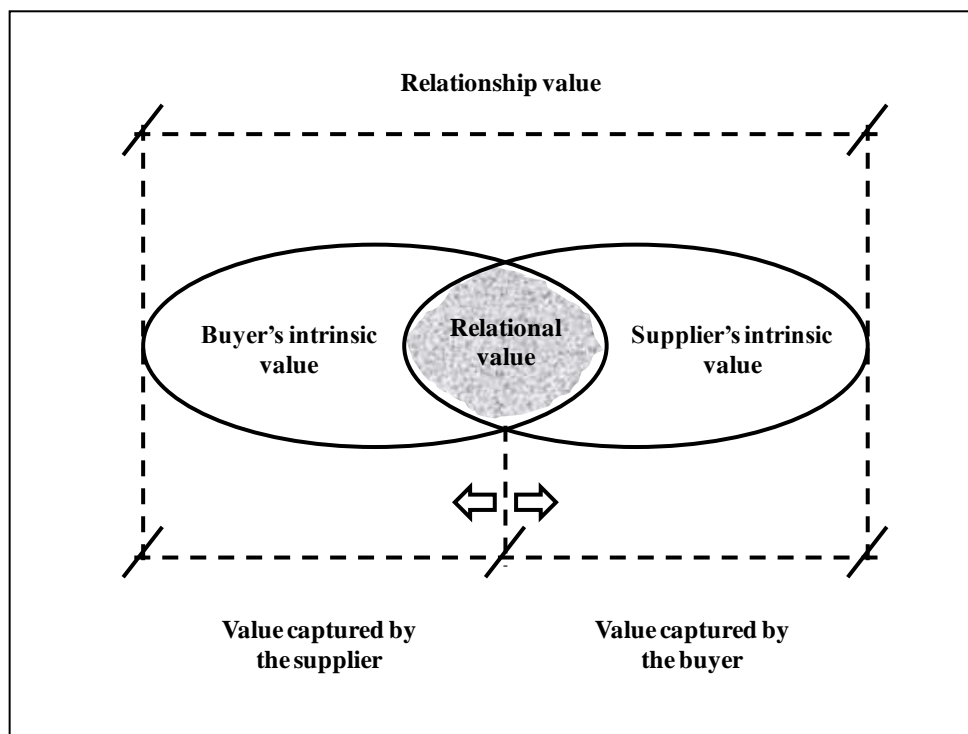 Relationship value
Buyer’s intrinsic
value
Relational
value
Supplier’s intrinsic
value
Value captured by
the supplier
Value captured by
the buyer